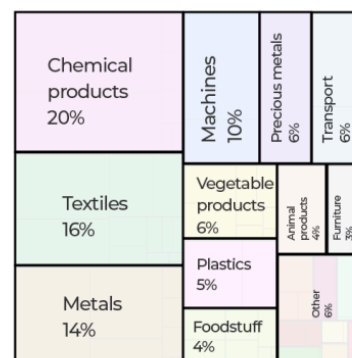 Chemical
products
20%
Machines
10%
Precious metals
6%
Transport
6%
Textiles
16%
Vegetable
products
6%
Animal
products
4%
Furniture
3%
Metals
14%
Plastics
5%
Other
6%
Foodstuff
4%